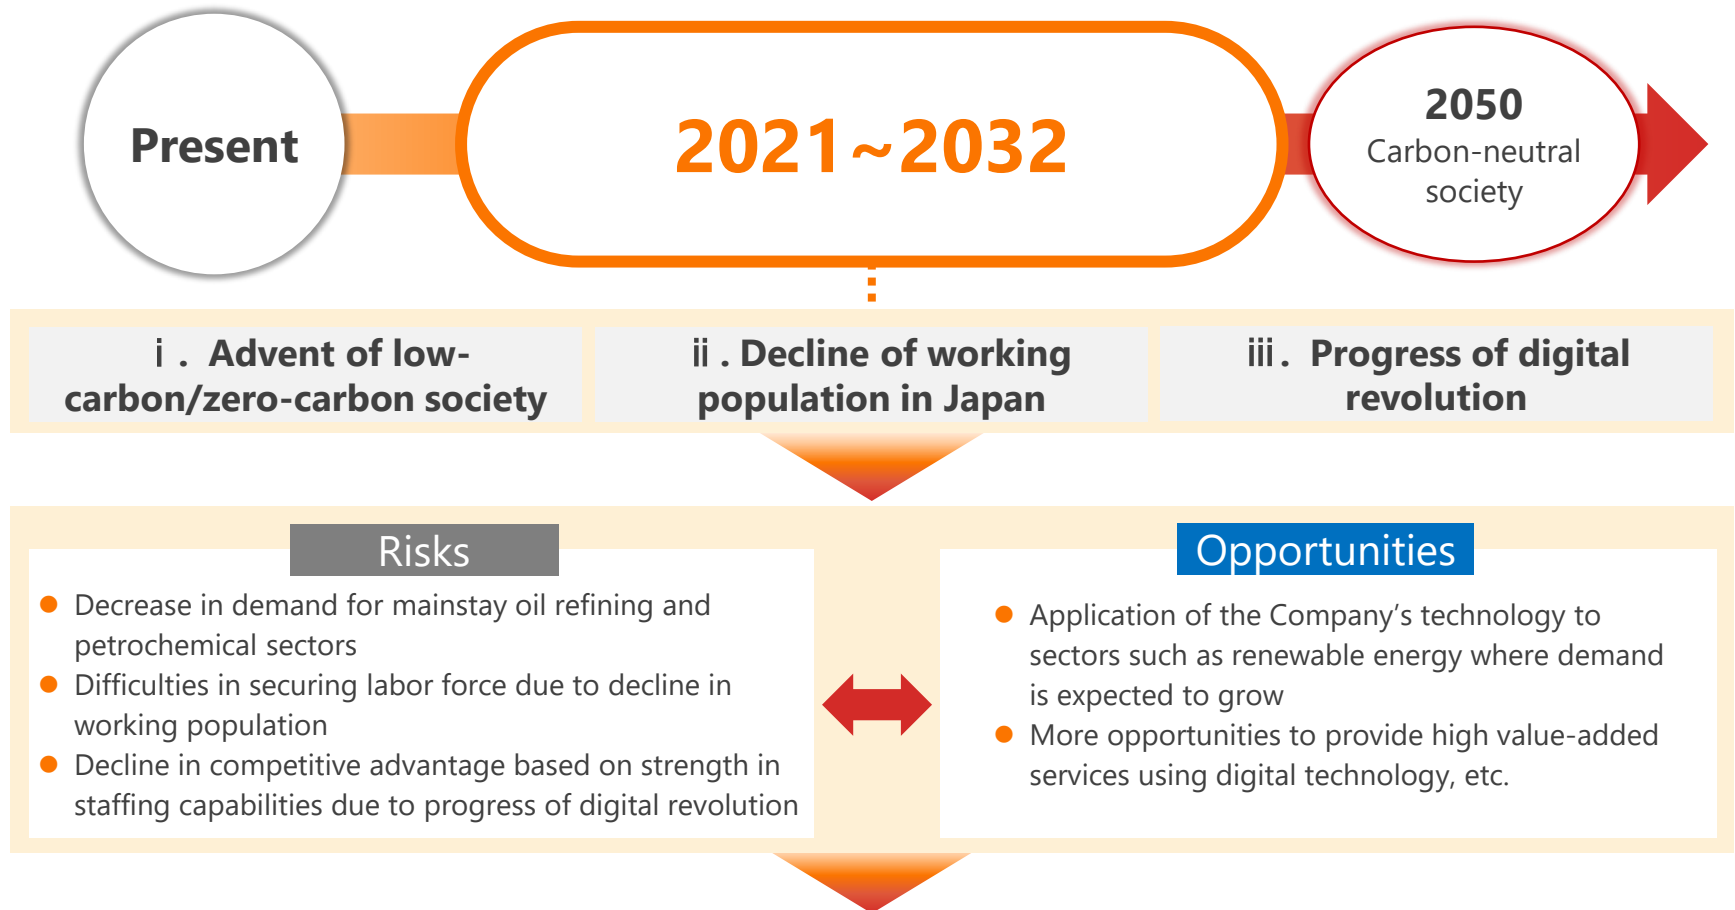 Present
2021~2032
2050
Carbon-neutral
society
ⅰ. Advent of low-
carbon/zero-carbon society
ⅱ. Decline of working
population in Japan
ⅲ. Progress of digital
revolution
Risks
● Decrease in demand for mainstay oil refining and
petrochemical sectors
● Difficulties in securing labor force due to decline in
working population
● Decline in competitive advantage based on strength in
staffing capabilities due to progress of digital revolution
Opportunities
● Application of the Company’s technology to
sectors such as renewable energy where demand
is expected to grow
● More opportunities to provide high value-added
services using digital technology, etc.